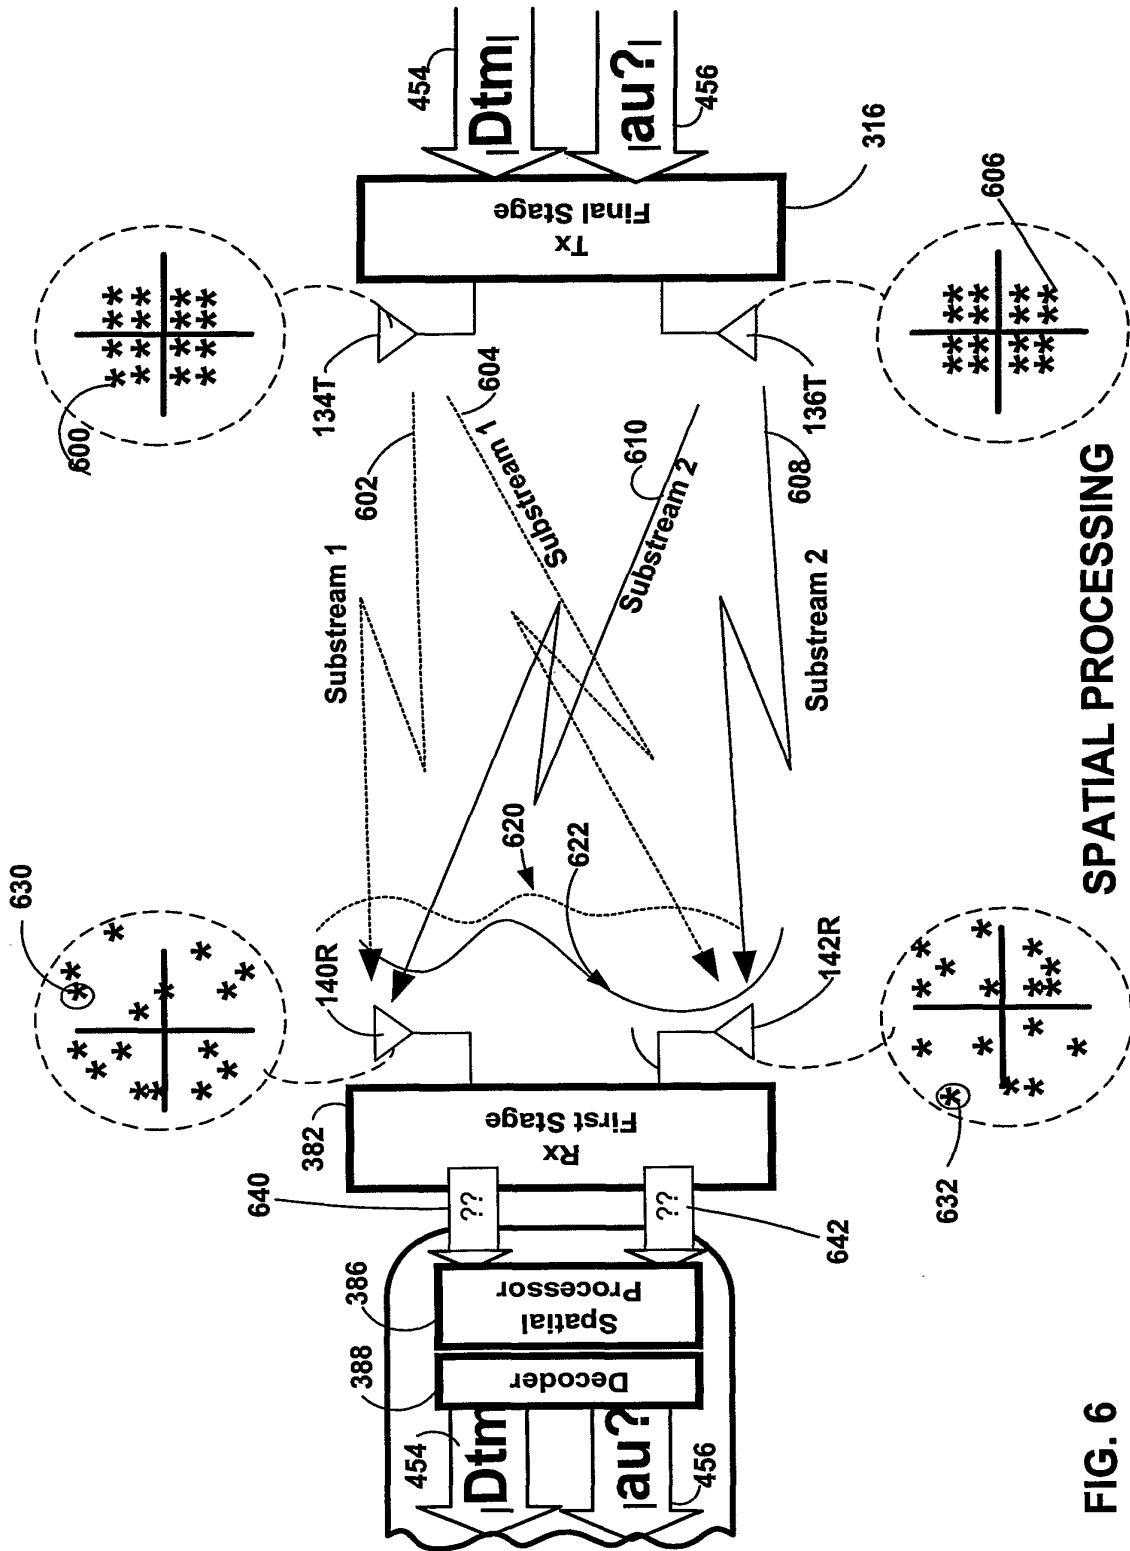 454
|Dtm|
|au?|
456
Tx
Final Stage
316
600
606
134T
136T
602
604
Substream 1
Substream 1
610
Substream 2
608
Substream 2
620
622
630
632
140R
142R
382
Rx
First Stage
640
??
??
642
386
Spatial
Processor
388
Decoder
454
|Dtm
|au?
456
SPATIAL PROCESSING
FIG. 6